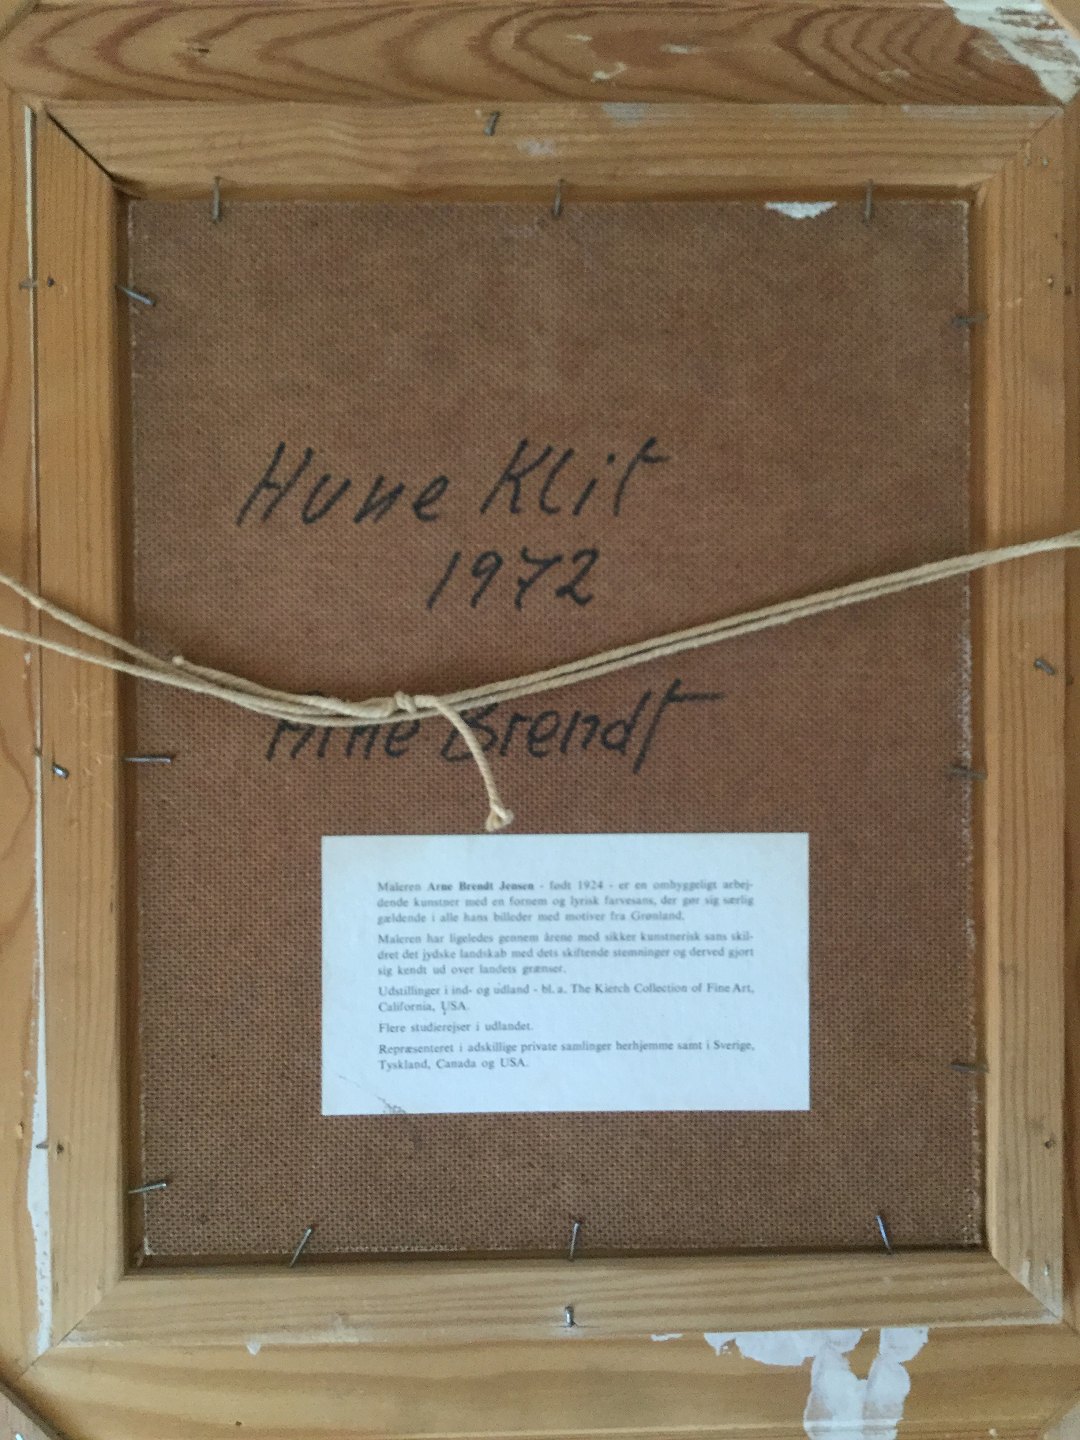 Hune Klit
1972
Arne Brendt
Maleren Arne Brendt Jensen - født 1924 - er en omhyggeligt arbej-
dende kunstner med en fornem og lyrisk farvesans, der gør sig særlig
gældende i alle hans billeder med motiver fra Grønland.
Maleren har ligeledes gennem årene med sikker kunstnerisk sans skil-
dret det jydske landskab med dets skiftende stemninger og derved gjort
sig kendt ud over landets grænser.
Udstillinger i ind- og udland - bl. a. The Kierch Collection of Fine Art,
California, USA.
Flere studierejser i udlandet.
Repræsenteret i adskillige private samlinger herhjemme samt i Sverige,
Tyskland, Canada og USA.